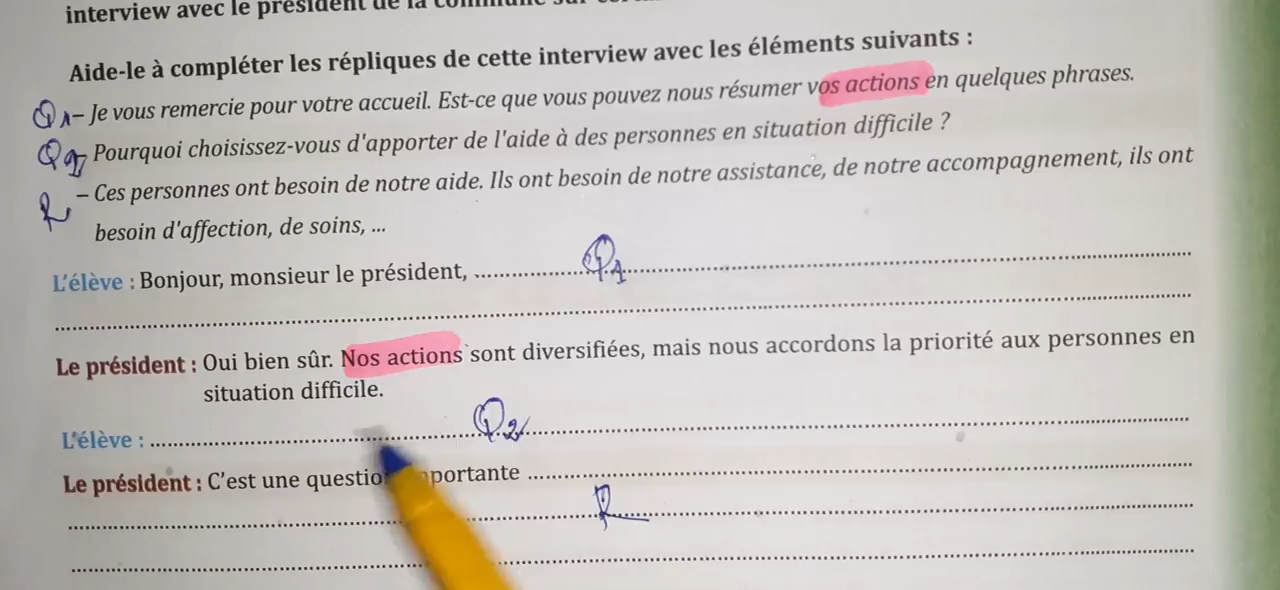 interview avec le président de la commune sur
Aide-le à compléter les répliques de cette interview avec les éléments suivants :
Q1 – Je vous remercie pour votre accueil. Est-ce que vous pouvez nous résumer vos actions en quelques phrases.
Q2 Pourquoi choisissez-vous d'apporter de l'aide à des personnes en situation difficile ?
R – Ces personnes ont besoin de notre aide. Ils ont besoin de notre assistance, de notre accompagnement, ils ont
besoin d'affection, de soins, ...
L'élève : Bonjour, monsieur le président, ........ Q1 ........
Le président : Oui bien sûr. Nos actions sont diversifiées, mais nous accordons la priorité aux personnes en
situation difficile.
L'élève : ........ Q2 ........
Le président : C'est une question importante ........
R